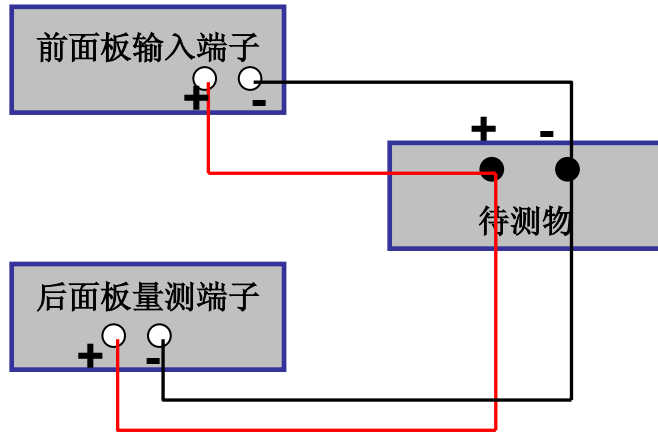 前面板输入端子
+ -
+ -
待测物
后面板量测端子
+ -